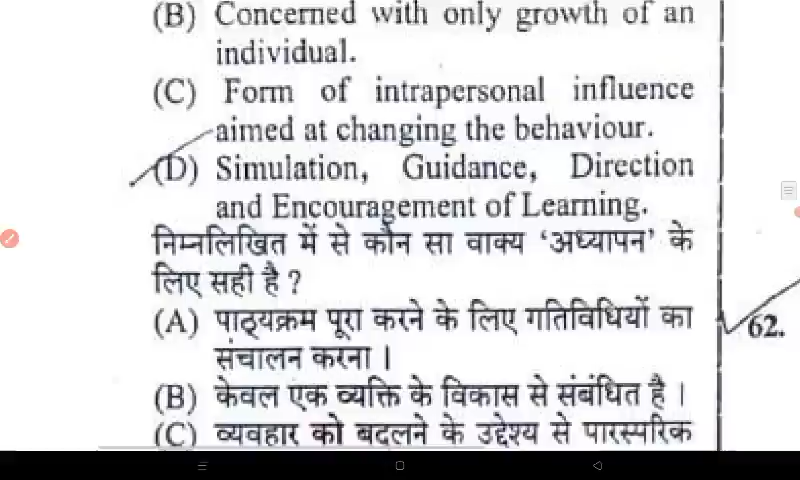 (B) Concerned with only growth of an
individual.
(C) Form of intrapersonal influence
aimed at changing the behaviour.
(D) Simulation, Guidance, Direction
and Encouragement of Learning.
निम्नलिखित में से कौन सा वाक्य ‘अध्यापन’ के
लिए सही है ?
(A) पाठ्यक्रम पूरा करने के लिए गतिविधियों का
संचालन करना ।
(B) केवल एक व्यक्ति के विकास से संबंधित है ।
(C) व्यवहार को बदलने के उद्देश्य से पारस्परिक
62.